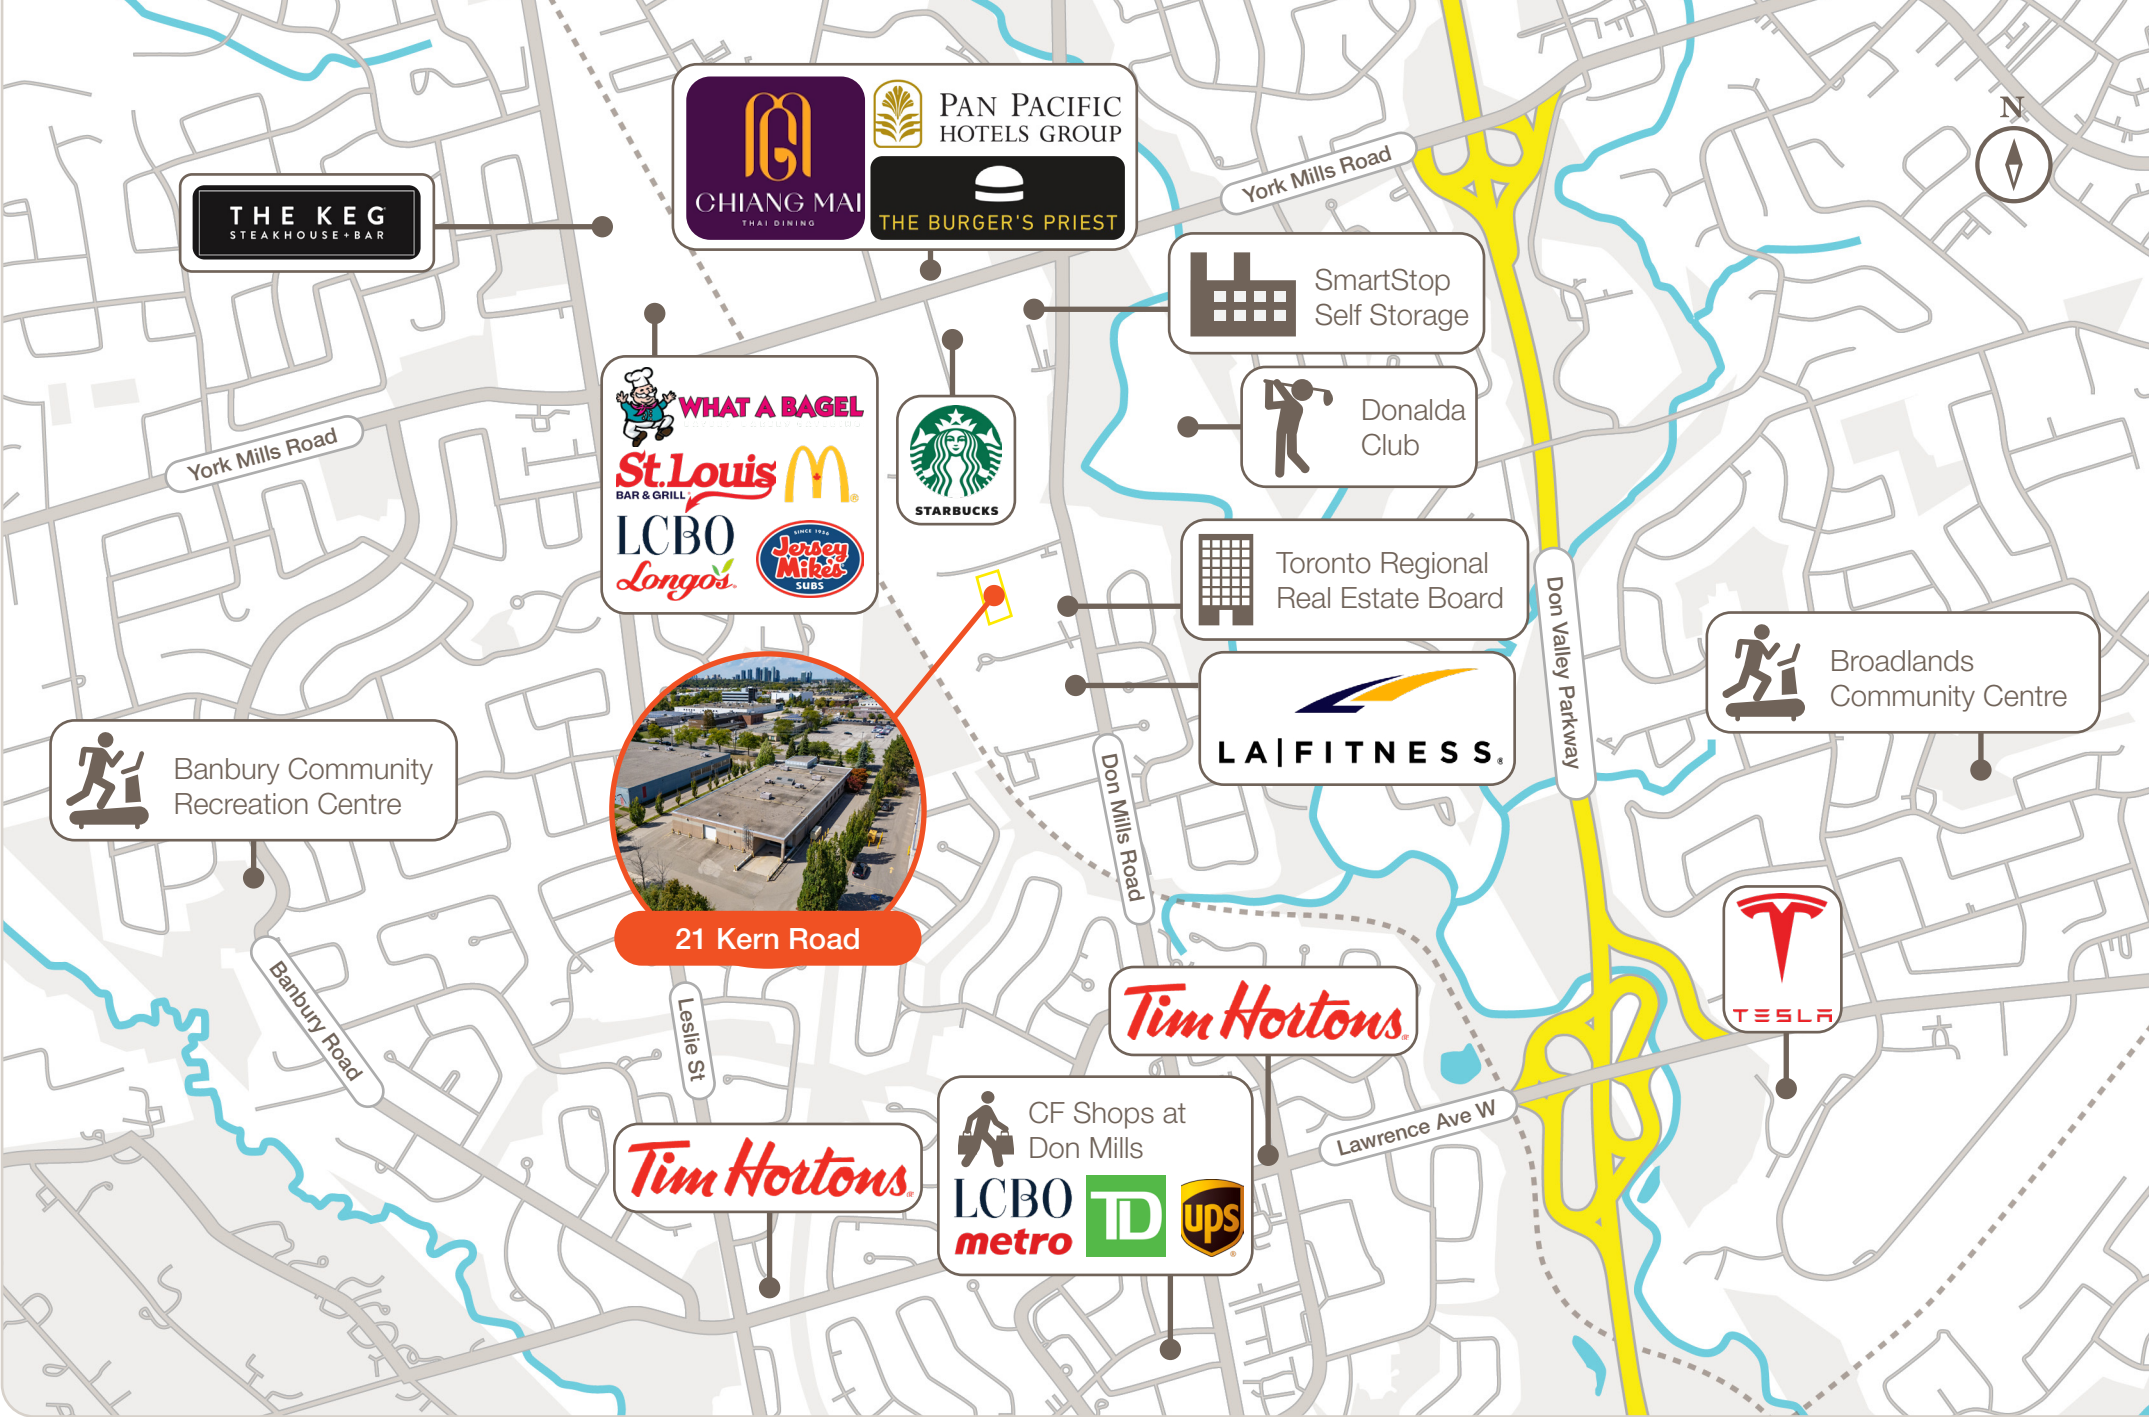 N
CHIANG MAI
THAI DINING
PAN PACIFIC
HOTELS GROUP
THE BURGER'S PRIEST
York Mills Road
THE KEG
STEAKHOUSE + BAR
SmartStop
Self Storage
WHAT A BAGEL
St. Louis
BAR & GRILL
LCBO
Longo's
SINCE 1956
Jersey
Mike's
SUBS
STARBUCKS
Donalda
Club
York Mills Road
Toronto Regional
Real Estate Board
Don Valley Parkway
LA|FITNESS
Broadlands
Community Centre
Banbury Community
Recreation Centre
Don Mills Road
21 Kern Road
TESLA
Banbury Road
Leslie St
Tim Hortons
Lawrence Ave W
Tim Hortons
CF Shops at
Don Mills
LCBO
metro
TD
ups